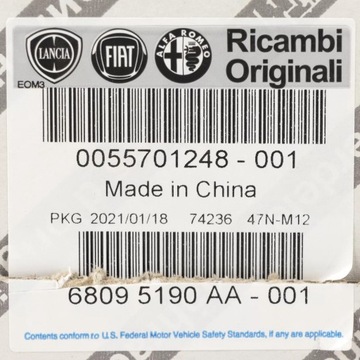 LANCIA FIAT ALFA ROMEO Ricambi
Originali
EOM3
0055701248 - 001
Made in China
PKG 2021/01/18 74236 47N-M12
6809 5190 AA - 001
Contents conform to U.S. Federal Motor Vehicle Safety Standards, if any are applicable.